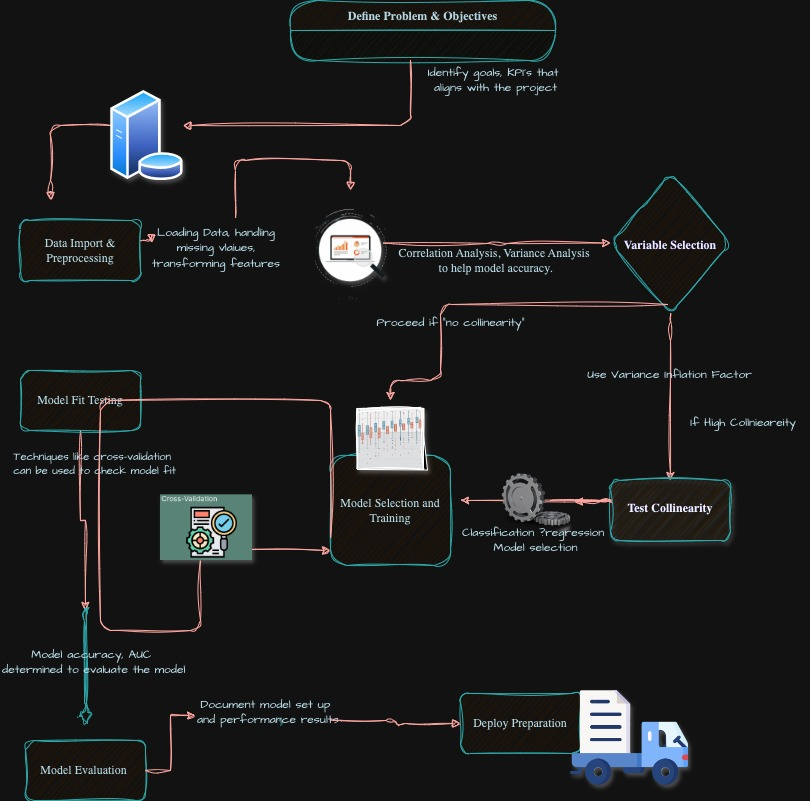 Define Problem & Objectives
Identify goals, KPI's that
aligns with the project
Data Import &
Preprocessing
Loading Data, handling
missing vlaiues,
transforming features
Correlation Analysis, Variance Analysis
to help model accuracy.
Variable Selection
Proceed if "no collinearity"
Use Variance Inflation Factor
If High Collnieareity
Model Fit Testing
Techniques like cross-validation
can be used to check model fit
Cross-Validation
Model Selection and
Training
Test Collinearity
Classification ?regression
Model selection
Model accuracy, AUC
determined to evaluate the model
Document model set up
and performance results
Deploy Preparation
Model Evaluation